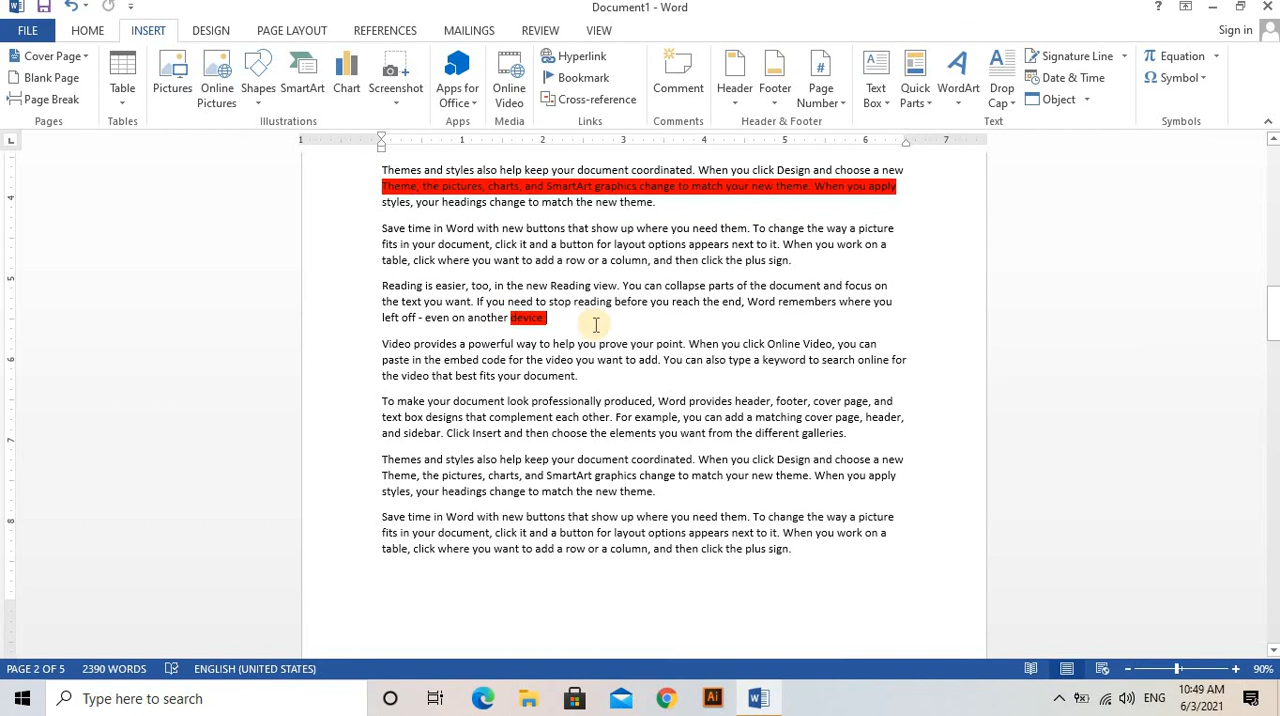 Document1 - Word
?
FILE HOME INSERT DESIGN PAGE LAYOUT REFERENCES MAILINGS REVIEW VIEW Sign in
Cover Page
Blank Page
Page Break
Pages
Table
Tables
Pictures
Online Pictures
Shapes
SmartArt
Chart
Screenshot
Illustrations
Apps for Office
Apps
Online Video
Media
Hyperlink
Bookmark
Cross-reference
Links
Comment
Comments
Header
Footer
Page Number
Header & Footer
Text Box
Quick Parts
WordArt
Drop Cap
Signature Line
Date & Time
Object
Text
Equation
Symbol
Symbols
1 1 2 3 4 5 6 7
4
5
6
7
8
Themes and styles also help keep your document coordinated. When you click Design and choose a new
Theme, the pictures, charts, and SmartArt graphics change to match your new theme. When you apply
styles, your headings change to match the new theme.
Save time in Word with new buttons that show up where you need them. To change the way a picture
fits in your document, click it and a button for layout options appears next to it. When you work on a
table, click where you want to add a row or a column, and then click the plus sign.
Reading is easier, too, in the new Reading view. You can collapse parts of the document and focus on
the text you want. If you need to stop reading before you reach the end, Word remembers where you
left off - even on another device.
Video provides a powerful way to help you prove your point. When you click Online Video, you can
paste in the embed code for the video you want to add. You can also type a keyword to search online for
the video that best fits your document.
To make your document look professionally produced, Word provides header, footer, cover page, and
text box designs that complement each other. For example, you can add a matching cover page, header,
and sidebar. Click Insert and then choose the elements you want from the different galleries.
Themes and styles also help keep your document coordinated. When you click Design and choose a new
Theme, the pictures, charts, and SmartArt graphics change to match your new theme. When you apply
styles, your headings change to match the new theme.
Save time in Word with new buttons that show up where you need them. To change the way a picture
fits in your document, click it and a button for layout options appears next to it. When you work on a
table, click where you want to add a row or a column, and then click the plus sign.
PAGE 2 OF 5 2390 WORDS ENGLISH (UNITED STATES) 90%
Type here to search
ENG
10:49 AM
6/3/2021